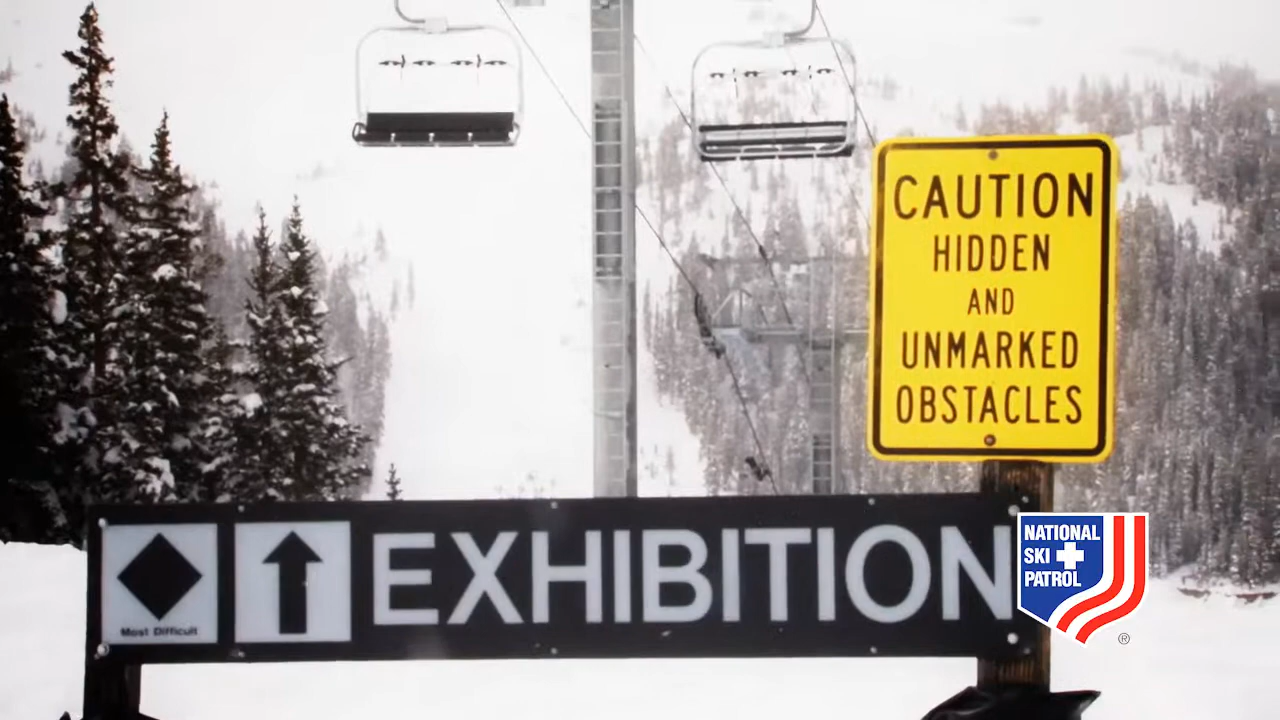 CAUTION
HIDDEN
AND
UNMARKED
OBSTACLES
EXHIBITION
Most Difficult
NATIONAL
SKI
PATROL
®